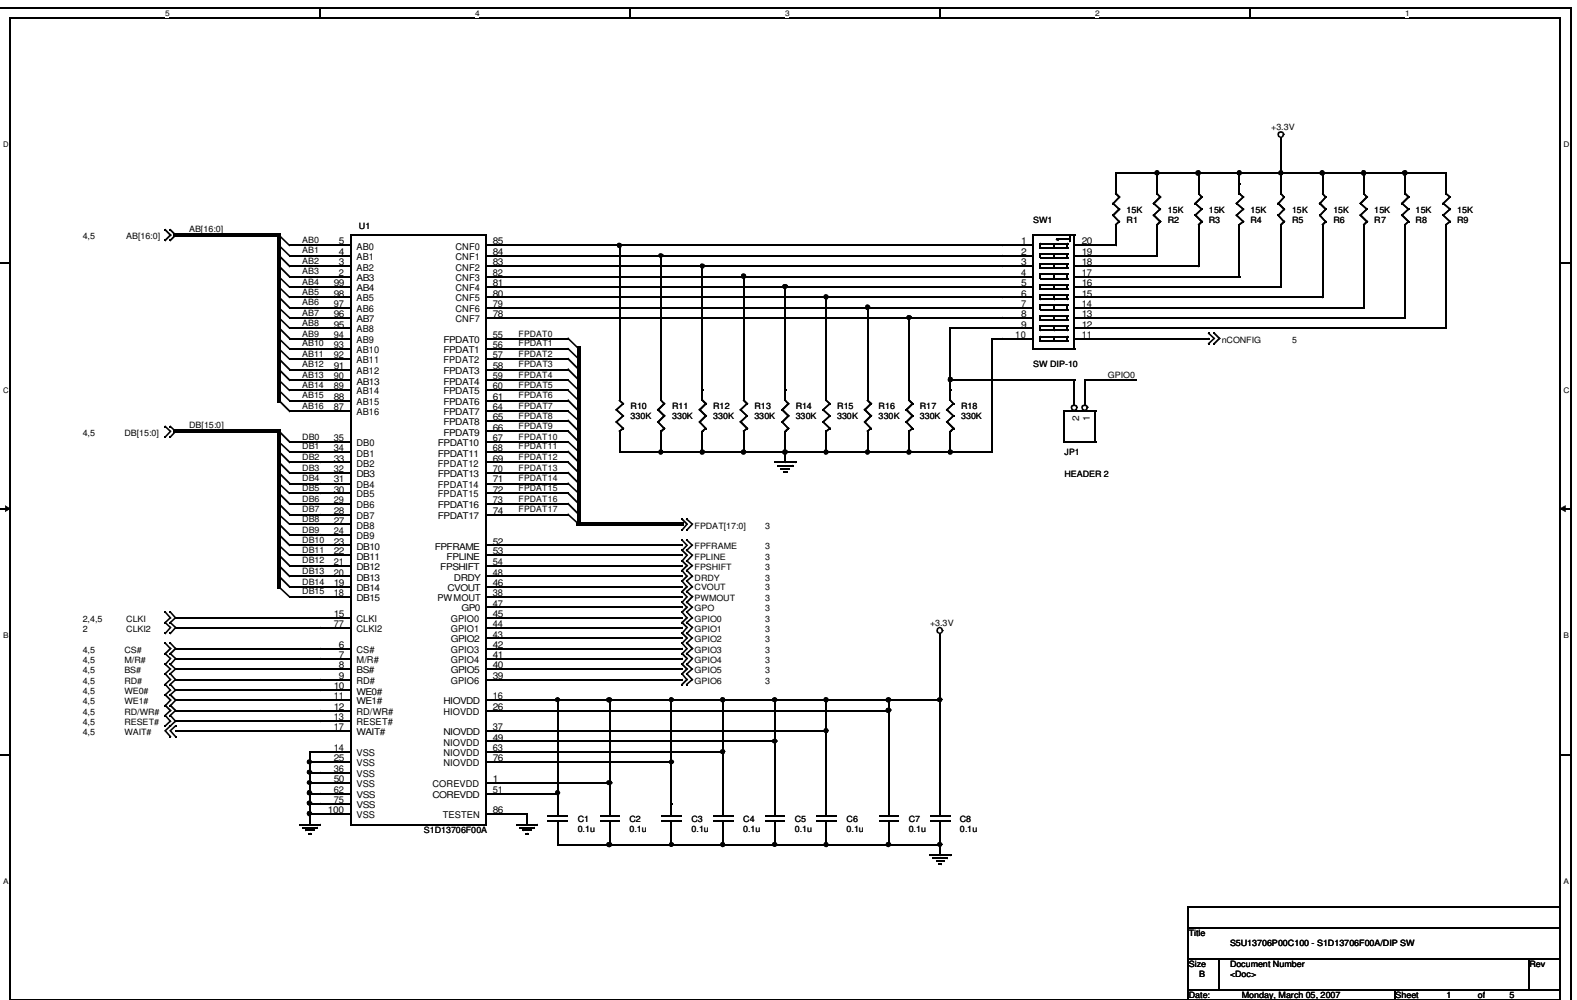 5 4 3 2 1
D D
C C
B B
A A
4,5 AB[16:0] AB[16:0]
U1
AB0 5 AB0
AB1 4 AB1
AB2 3 AB2
AB3 2 AB3
AB4 99 AB4
AB5 98 AB5
AB6 97 AB6
AB7 96 AB7
AB8 95 AB8
AB9 94 AB9
AB10 93 AB10
AB11 92 AB11
AB12 91 AB12
AB13 90 AB13
AB14 89 AB14
AB15 88 AB15
AB16 87 AB16
4,5 DB[15:0] DB[15:0]
DB0 35 DB0
DB1 34 DB1
DB2 33 DB2
DB3 32 DB3
DB4 31 DB4
DB5 30 DB5
DB6 29 DB6
DB7 28 DB7
DB8 27 DB8
DB9 24 DB9
DB10 23 DB10
DB11 22 DB11
DB12 21 DB12
DB13 20 DB13
DB14 19 DB14
DB15 18 DB15
2,4,5 CLKI 15 CLKI
2 CLKI2 77 CLKI2
4,5 CS# 6 CS#
4,5 M/R# 7 M/R#
4,5 BS# 8 BS#
4,5 RD# 9 RD#
4,5 WE0# 10 WE0#
4,5 WE1# 11 WE1#
4,5 RD/WR# 12 RD/WR#
4,5 RESET# 13 RESET#
4,5 WAIT# 17 WAIT#
14 VSS
25 VSS
36 VSS
50 VSS
62 VSS
75 VSS
100 VSS
CNF0 85
CNF1 84
CNF2 83
CNF3 82
CNF4 81
CNF5 80
CNF6 79
CNF7 78
FPDAT0 55 FPDAT0
FPDAT1 56 FPDAT1
FPDAT2 57 FPDAT2
FPDAT3 58 FPDAT3
FPDAT4 59 FPDAT4
FPDAT5 60 FPDAT5
FPDAT6 61 FPDAT6
FPDAT7 64 FPDAT7
FPDAT8 65 FPDAT8
FPDAT9 66 FPDAT9
FPDAT10 67 FPDAT10
FPDAT11 68 FPDAT11
FPDAT12 69 FPDAT12
FPDAT13 70 FPDAT13
FPDAT14 71 FPDAT14
FPDAT15 72 FPDAT15
FPDAT16 73 FPDAT16
FPDAT17 74 FPDAT17
FPDAT[17:0] 3
FPFRAME 52 FPFRAME 3
FPLINE 53 FPLINE 3
FPSHIFT 54 FPSHIFT 3
DRDY 48 DRDY 3
CVOUT 46 CVOUT 3
PWMOUT 38 PWMOUT 3
GP0 47 GPO 3
GPIO0 45 GPIO0 3
GPIO1 44 GPIO1 3
GPIO2 43 GPIO2 3
GPIO3 42 GPIO3 3
GPIO4 41 GPIO4 3
GPIO5 40 GPIO5 3
GPIO6 39 GPIO6 3
HIOVDD 16
HIOVDD 26
NIOVDD 37
NIOVDD 49
NIOVDD 63
NIOVDD 76
COREVDD 1
COREVDD 51
TESTEN 86
S1D13706F00A
SW1
1 20
2 19
3 18
4 17
5 16
6 15
7 14
8 13
9 12
10 11
SW DIP-10
nCONFIG 5
+3.3V
15K R1
15K R2
15K R3
15K R4
15K R5
15K R6
15K R7
15K R8
15K R9
R10 330K
R11 330K
R12 330K
R13 330K
R14 330K
R15 330K
R16 330K
R17 330K
R18 330K
GPIO0
2 1
JP1
HEADER 2
+3.3V
C1 0.1u
C2 0.1u
C3 0.1u
C4 0.1u
C5 0.1u
C6 0.1u
C7 0.1u
C8 0.1u
Title
S5U13706P00C100 - S1D13706F00A/DIP SW
Size Document Number Rev
B <Doc>
Date: Monday, March 05, 2007 Sheet 1 of 5